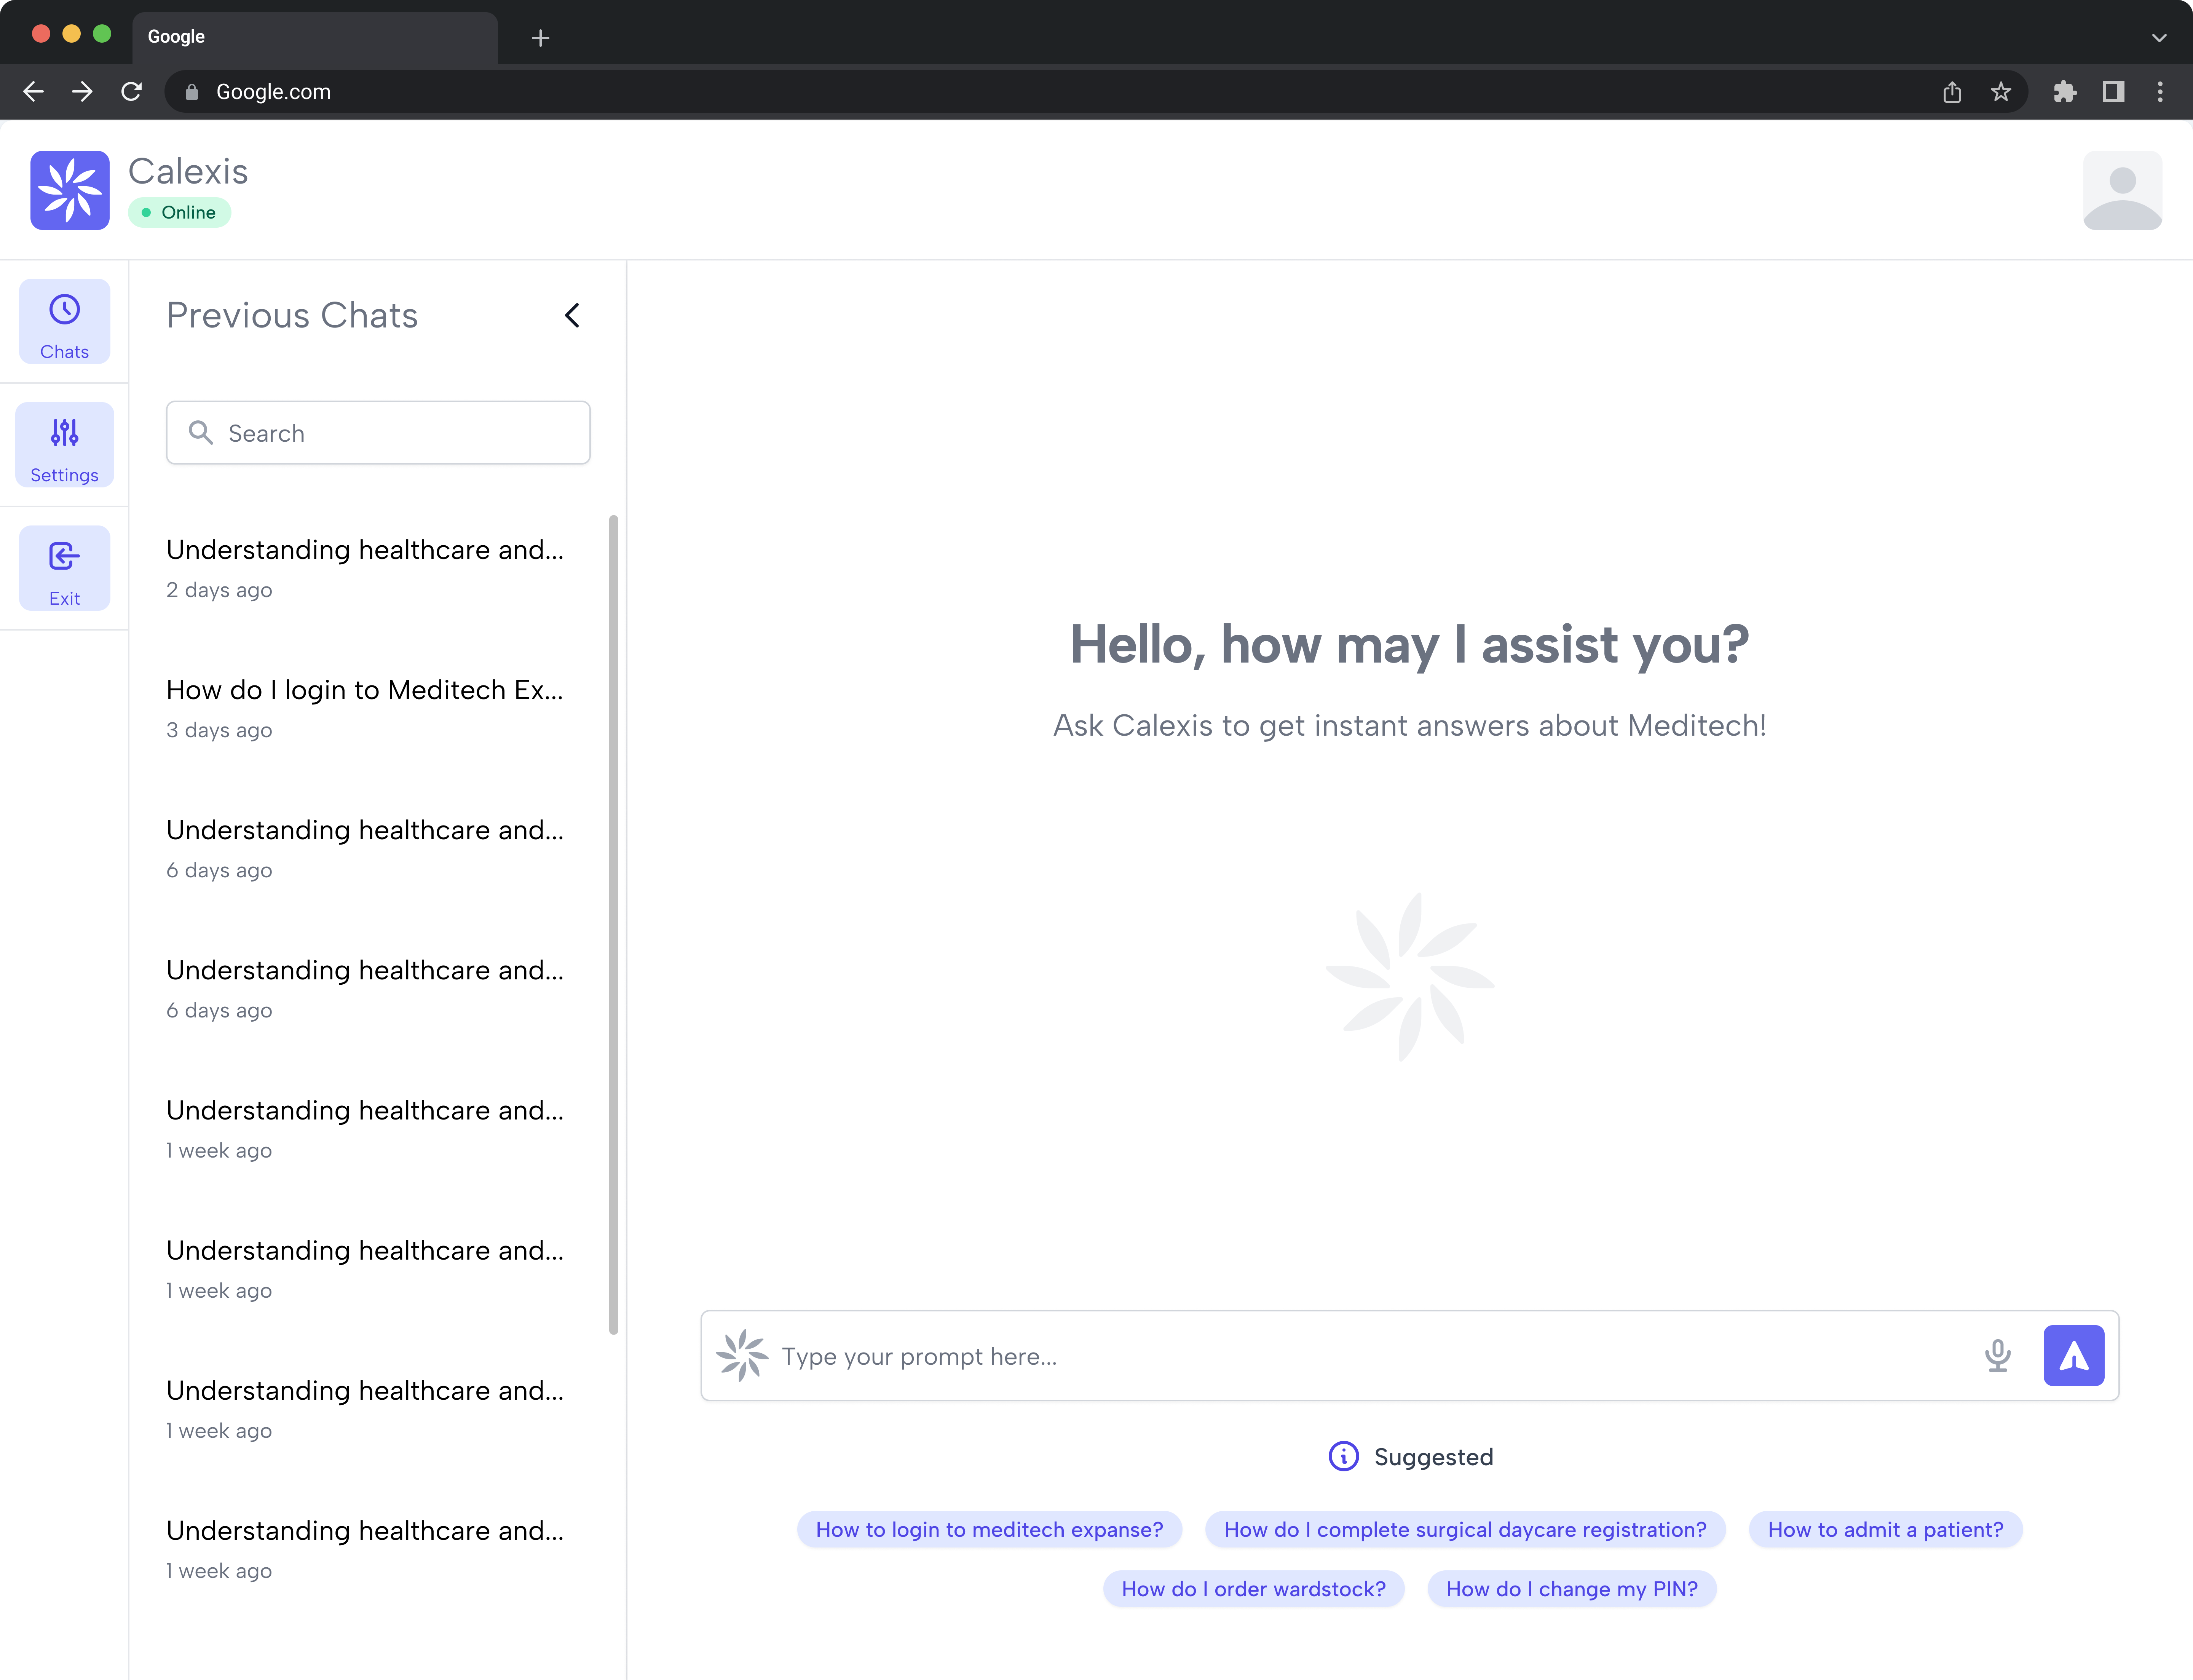 Google
Google.com
Calexis
Online
Chats
Settings
Exit
Previous Chats
Search
Understanding healthcare and...
2 days ago
How do I login to Meditech Ex...
3 days ago
Understanding healthcare and...
6 days ago
Understanding healthcare and...
6 days ago
Understanding healthcare and...
1 week ago
Understanding healthcare and...
1 week ago
Understanding healthcare and...
1 week ago
Understanding healthcare and...
1 week ago
Hello, how may I assist you?
Ask Calexis to get instant answers about Meditech!
Type your prompt here...
Suggested
How to login to meditech expanse?
How do I complete surgical daycare registration?
How to admit a patient?
How do I order wardstock?
How do I change my PIN?